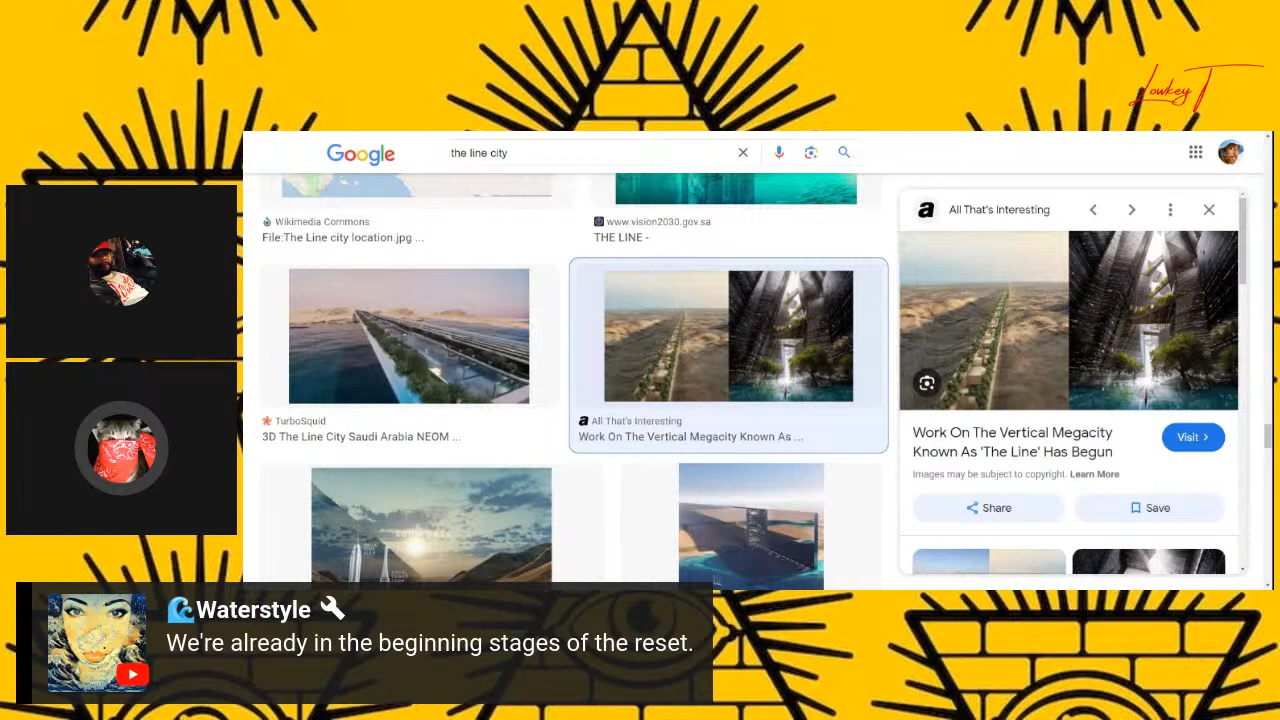 Lowkey T
Google
the line city
Wikimedia Commons
File:The Line city location.jpg ...
www.vision2030.gov.sa
THE LINE -
TurboSquid
3D The Line City Saudi Arabia NEOM ...
a All That's Interesting
Work On The Vertical Megacity Known As ...
a All That's Interesting
Work On The Vertical Megacity
Known As 'The Line' Has Begun
Visit
Images may be subject to copyright. Learn More
Share
Save
Waterstyle
We're already in the beginning stages of the reset.